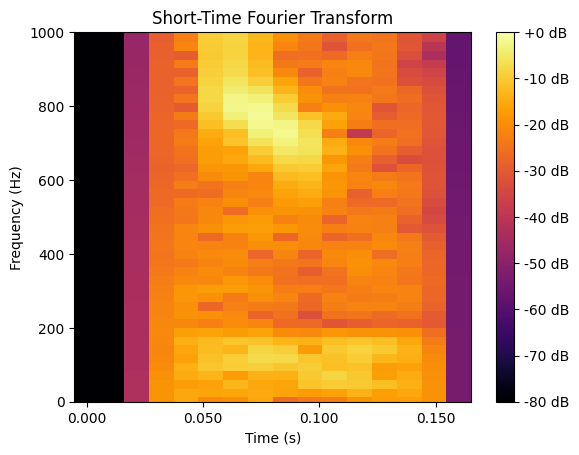 Short-Time Fourier Transform
Frequency (Hz)
1000
800
600
400
200
0
0.000
0.050
0.100
0.150
Time (s)
+0 dB
-10 dB
-20 dB
-30 dB
-40 dB
-50 dB
-60 dB
-70 dB
-80 dB